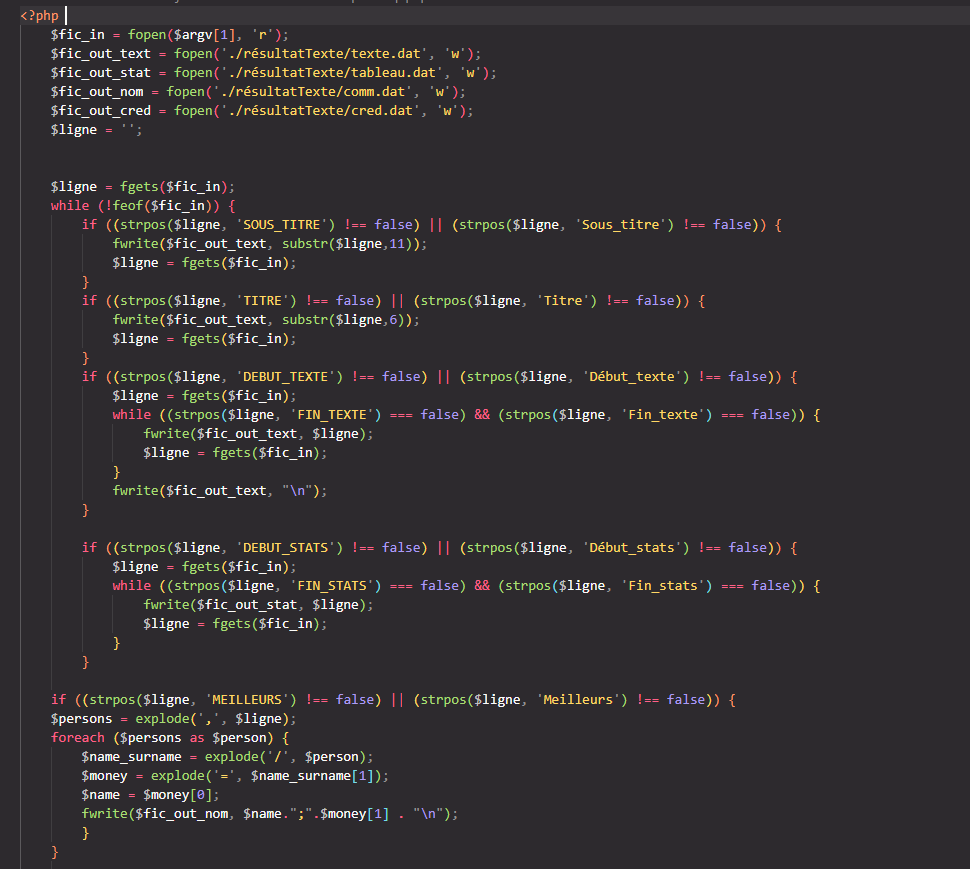 <?php
$fic_in = fopen($argv[1], 'r');
$fic_out_text = fopen('./résultatTexte/texte.dat', 'w');
$fic_out_stat = fopen('./résultatTexte/tableau.dat', 'w');
$fic_out_nom = fopen('./résultatTexte/comm.dat', 'w');
$fic_out_cred = fopen('./résultatTexte/cred.dat', 'w');
$ligne = '';
$ligne = fgets($fic_in);
while (!feof($fic_in)) {
if ((strpos($ligne, 'SOUS_TITRE') !== false) || (strpos($ligne, 'Sous_titre') !== false)) {
fwrite($fic_out_text, substr($ligne,11));
$ligne = fgets($fic_in);
}
if ((strpos($ligne, 'TITRE') !== false) || (strpos($ligne, 'Titre') !== false)) {
fwrite($fic_out_text, substr($ligne,6));
$ligne = fgets($fic_in);
}
if ((strpos($ligne, 'DEBUT_TEXTE') !== false) || (strpos($ligne, 'Début_texte') !== false)) {
$ligne = fgets($fic_in);
while ((strpos($ligne, 'FIN_TEXTE') === false) && (strpos($ligne, 'Fin_texte') === false)) {
fwrite($fic_out_text, $ligne);
$ligne = fgets($fic_in);
}
fwrite($fic_out_text, "\n");
}
if ((strpos($ligne, 'DEBUT_STATS') !== false) || (strpos($ligne, 'Début_stats') !== false)) {
$ligne = fgets($fic_in);
while ((strpos($ligne, 'FIN_STATS') === false) && (strpos($ligne, 'Fin_stats') === false)) {
fwrite($fic_out_stat, $ligne);
$ligne = fgets($fic_in);
}
}
if ((strpos($ligne, 'MEILLEURS') !== false) || (strpos($ligne, 'Meilleurs') !== false)) {
$persons = explode(',', $ligne);
foreach ($persons as $person) {
$name_surname = explode('/', $person);
$money = explode('=', $name_surname[1]);
$name = $money[0];
fwrite($fic_out_nom, $name.";".$money[1] . "\n");
}
}